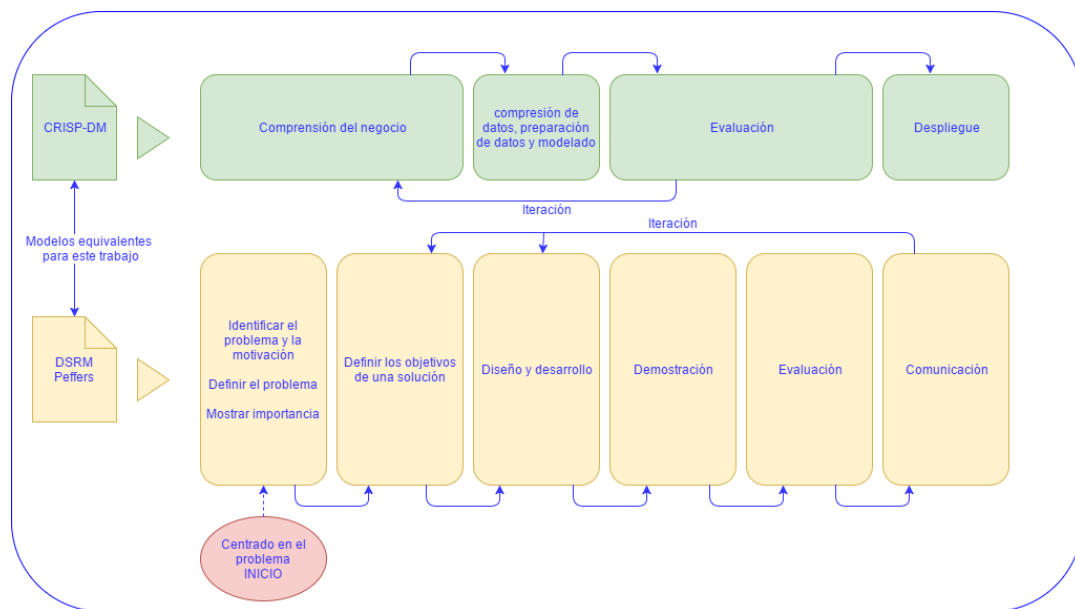 CRISP-DM
Comprensión del negocio
compresión de
datos, preparación
de datos y modelado
Evaluación
Despliegue
Iteración
Modelos equivalentes
para este trabajo
Iteración
DSRM
Peffers
Identificar el
problema y la
motivación
Definir el problema
Mostrar importancia
Definir los objetivos
de una solución
Diseño y desarrollo
Demostración
Evaluación
Comunicación
Centrado en el
problema
INICIO